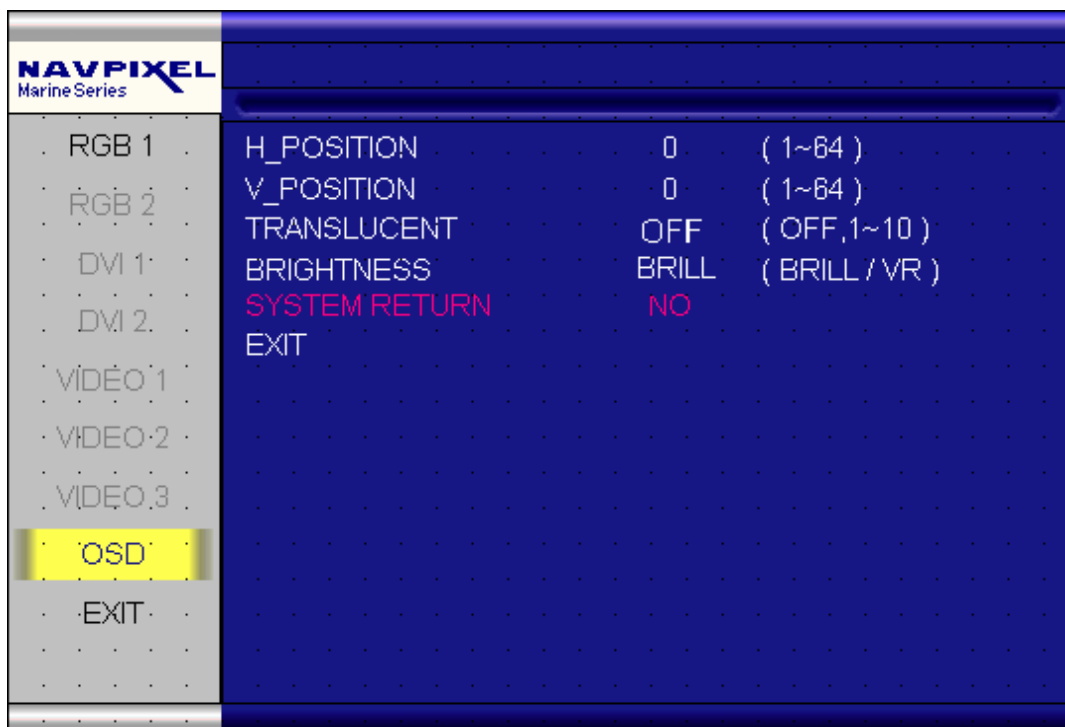 NAVPIXEL
Marine Series
RGB 1
RGB 2
DVI 1
DVI 2
VIDEO 1
VIDEO 2
VIDEO 3
OSD
EXIT
H_POSITION 0 ( 1~64 )
V_POSITION 0 ( 1~64 )
TRANSLUCENT OFF ( OFF,1~10 )
BRIGHTNESS BRILL ( BRILL / VR )
SYSTEM RETURN NO
EXIT